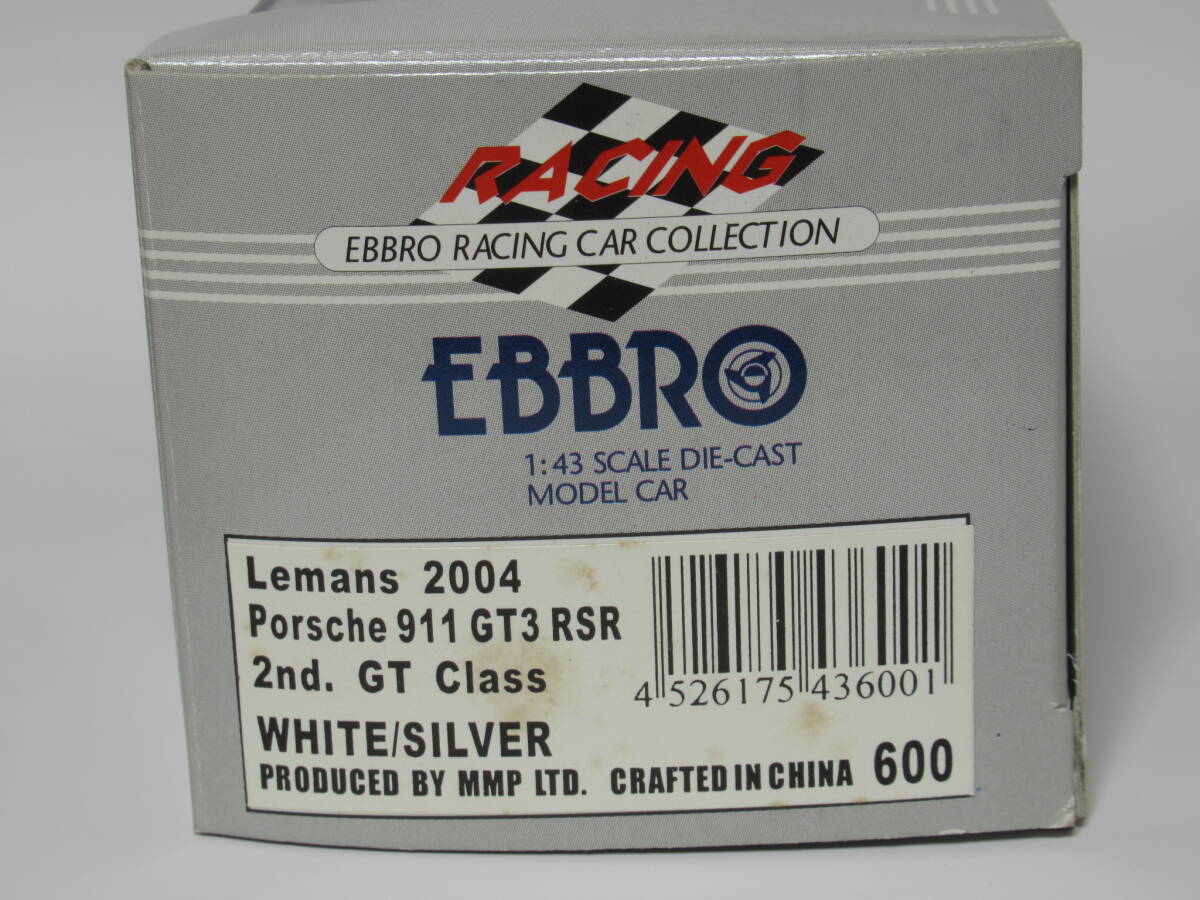 RACING
EBBRO RACING CAR COLLECTION
EBBRO
1:43 SCALE DIE-CAST
MODEL CAR
Lemans 2004
Porsche 911 GT3 RSR
2nd. GT Class
4 526175 436001
WHITE/SILVER
PRODUCED BY MMP LTD. CRAFTED IN CHINA 600